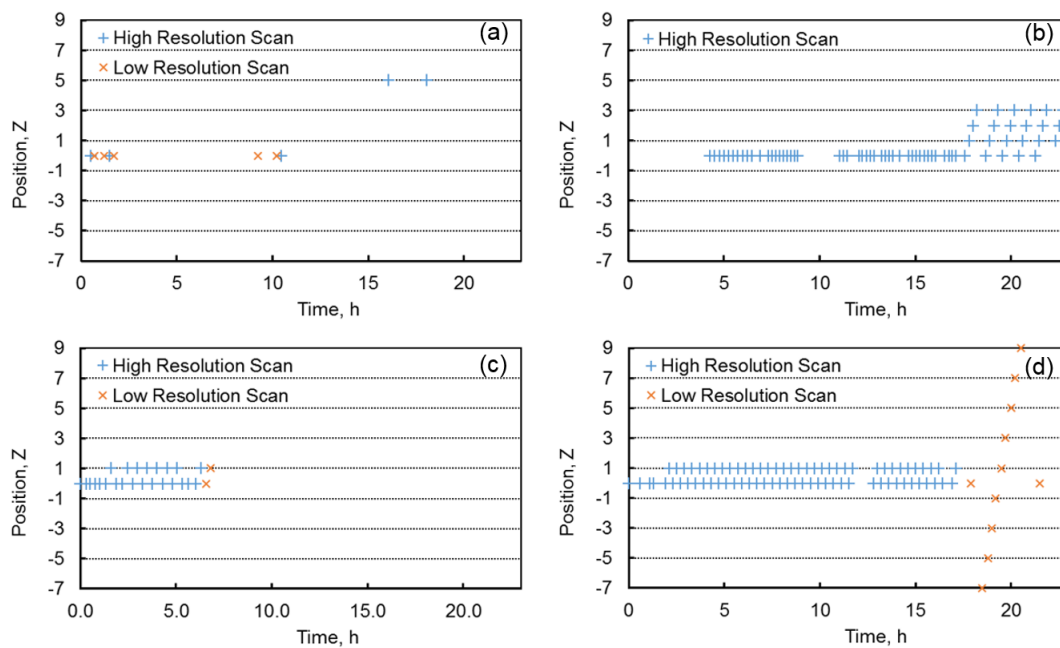 (a)
High Resolution Scan
Low Resolution Scan
9
7
5
3
1
-1
-3
-5
-7
Position, Z
0 5 10 15 20
Time, h
(b)
High Resolution Scan
9
7
5
3
1
-1
-3
-5
-7
Position, Z
0 5 10 15 20
Time, h
(c)
High Resolution Scan
Low Resolution Scan
9
7
5
3
1
-1
-3
-5
-7
Position, Z
0.0 5.0 10.0 15.0 20.0
Time, h
(d)
High Resolution Scan
Low Resolution Scan
9
7
5
3
1
-1
-3
-5
-7
Position, Z
0 5 10 15 20
Time, h